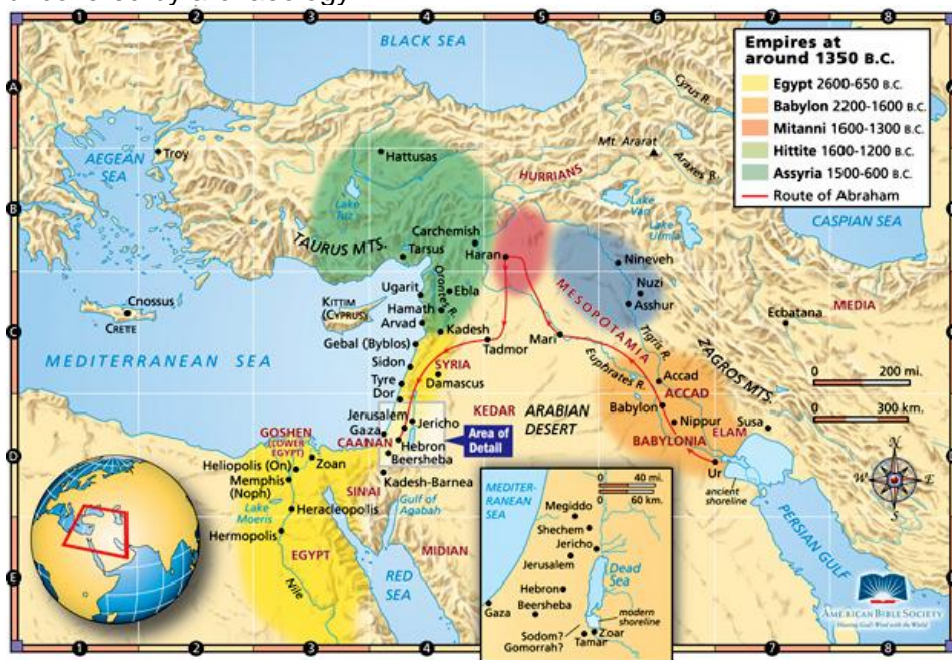 1
2
3
4
5
6
7
8
BLACK SEA
Empires at
around 1350 B.C.
Egypt 2600-650 B.C.
Babylon 2200-1600 B.C.
Mitanni 1600-1300 B.C.
Hittite 1600-1200 B.C.
Assyria 1500-600 B.C.
Route of Abraham
A
Cyrus R.
AEGEAN
SEA
Troy
Hattusas
Mt. Ararat
Araxes R.
HURRIANS
B
Lake
Tuz
Lake
Van
Lake
Urmia
CASPIAN SEA
TAURUS MTS.
Carchemish
Tarsus
Haran
Nineveh
Orontes R.
Ugarit
Ebla
Nuzi
Asshur
MESOPOTAMIA
Cnossus
CRETE
KITTIM
(CYPRUS)
Hamath
Arvad
Kadesh
MEDIA
Ecbatana
C
Gebal (Byblos)
Tadmor
Mari
Tigris R.
ZAGROS MTS.
MEDITERRANEAN SEA
Sidon
SYRIA
Damascus
Euphrates R.
Accad
ACCAD
200 mi.
300 km.
Tyre
Dor
Babylon
Nippur
Susa
Jerusalem
Jericho
KEDAR
ARABIAN
DESERT
Gaza
GOSHEN
(LOWER
EGYPT)
CAANAN
Hebron
Area of
Detail
BABYLONIA
ELAM
D
Heliopolis (On)
Zoan
Beersheba
Ur
N
W
E
S
Memphis
(Noph)
SINAI
Kadesh-Barnea
ancient
shoreline
Lake
Moeris
Heracleopolis
Gulf of
Aqabah
Hermopolis
EGYPT
MIDIAN
RED
SEA
Nile
PERSIAN GULF
E
MEDITER-
RANEAN
SEA
40 mi.
60 km.
Megiddo
Shechem
Jericho
Jerusalem
Dead
Sea
Hebron
Gaza
Beersheba
modern
shoreline
Sodom?
Gomorrah?
Zoar
Tamar
AMERICAN BIBLE SOCIETY
1
2
3
4
5
6
7
8